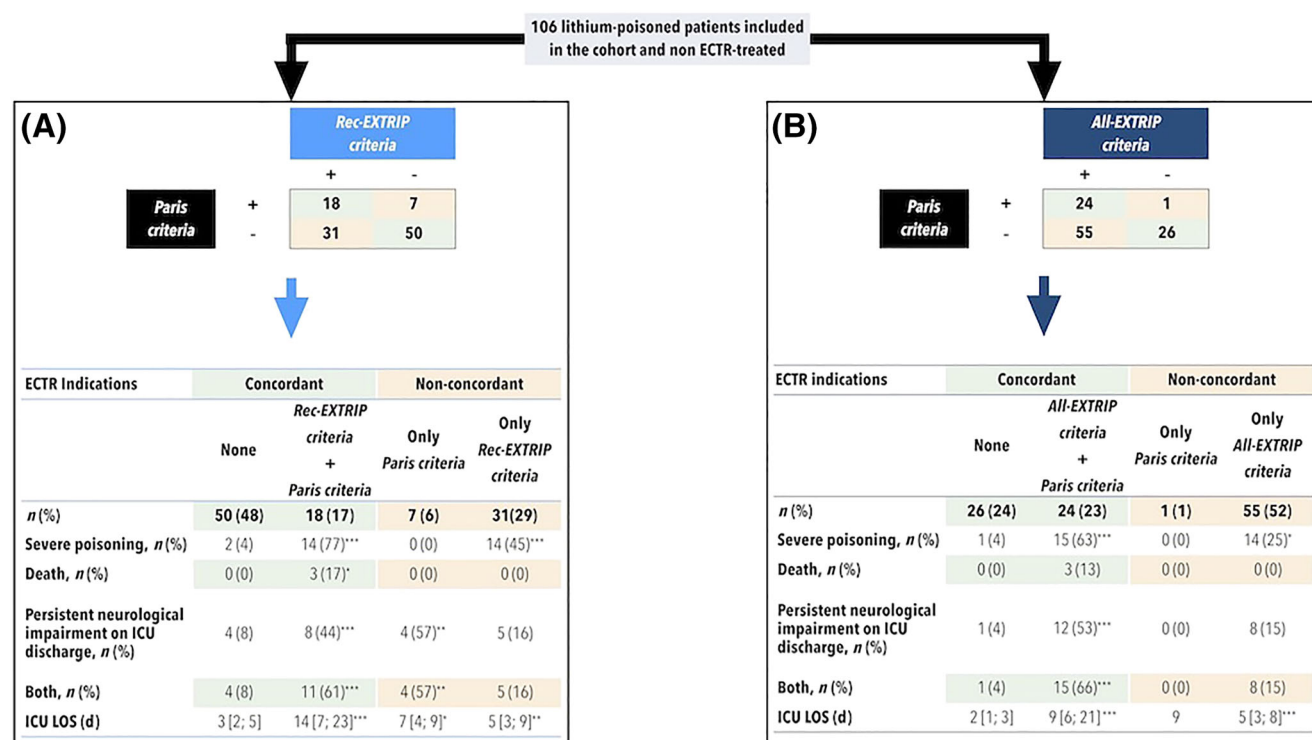 106 lithium-poisoned patients included
in the cohort and non ECTR-treated
(A)
Rec-EXTRIP
criteria
+ -
Paris
criteria
+ 18 7
- 31 50
ECTR Indications Concordant Non-concordant
None Rec-EXTRIP criteria + Paris criteria Only Paris criteria Only Rec-EXTRIP criteria
n (%) 50 (48) 18 (17) 7 (6) 31(29)
Severe poisoning, n (%) 2 (4) 14 (77)*** 0 (0) 14 (45)***
Death, n (%) 0 (0) 3 (17)* 0 (0) 0 (0)
Persistent neurological
impairment on ICU 4 (8) 8 (44)*** 4 (57)** 5 (16)
discharge, n (%)
Both, n (%) 4 (8) 11 (61)*** 4 (57)** 5 (16)
ICU LOS (d) 3 [2; 5] 14 [7; 23]*** 7 [4; 9]* 5 [3; 9]**
(B)
All-EXTRIP
criteria
+ -
Paris
criteria
+ 24 1
- 55 26
ECTR indications Concordant Non-concordant
None All-EXTRIP criteria + Paris criteria Only Paris criteria Only All-EXTRIP criteria
n (%) 26 (24) 24 (23) 1 (1) 55 (52)
Severe poisoning, n (%) 1 (4) 15 (63)*** 0 (0) 14 (25)*
Death, n (%) 0 (0) 3 (13) 0 (0) 0 (0)
Persistent neurological
impairment on ICU 1 (4) 12 (53)*** 0 (0) 8 (15)
discharge, n (%)
Both, n (%) 1 (4) 15 (66)*** 0 (0) 8 (15)
ICU LOS (d) 2 [1; 3] 9 [6; 21]*** 9 5 [3; 8]***